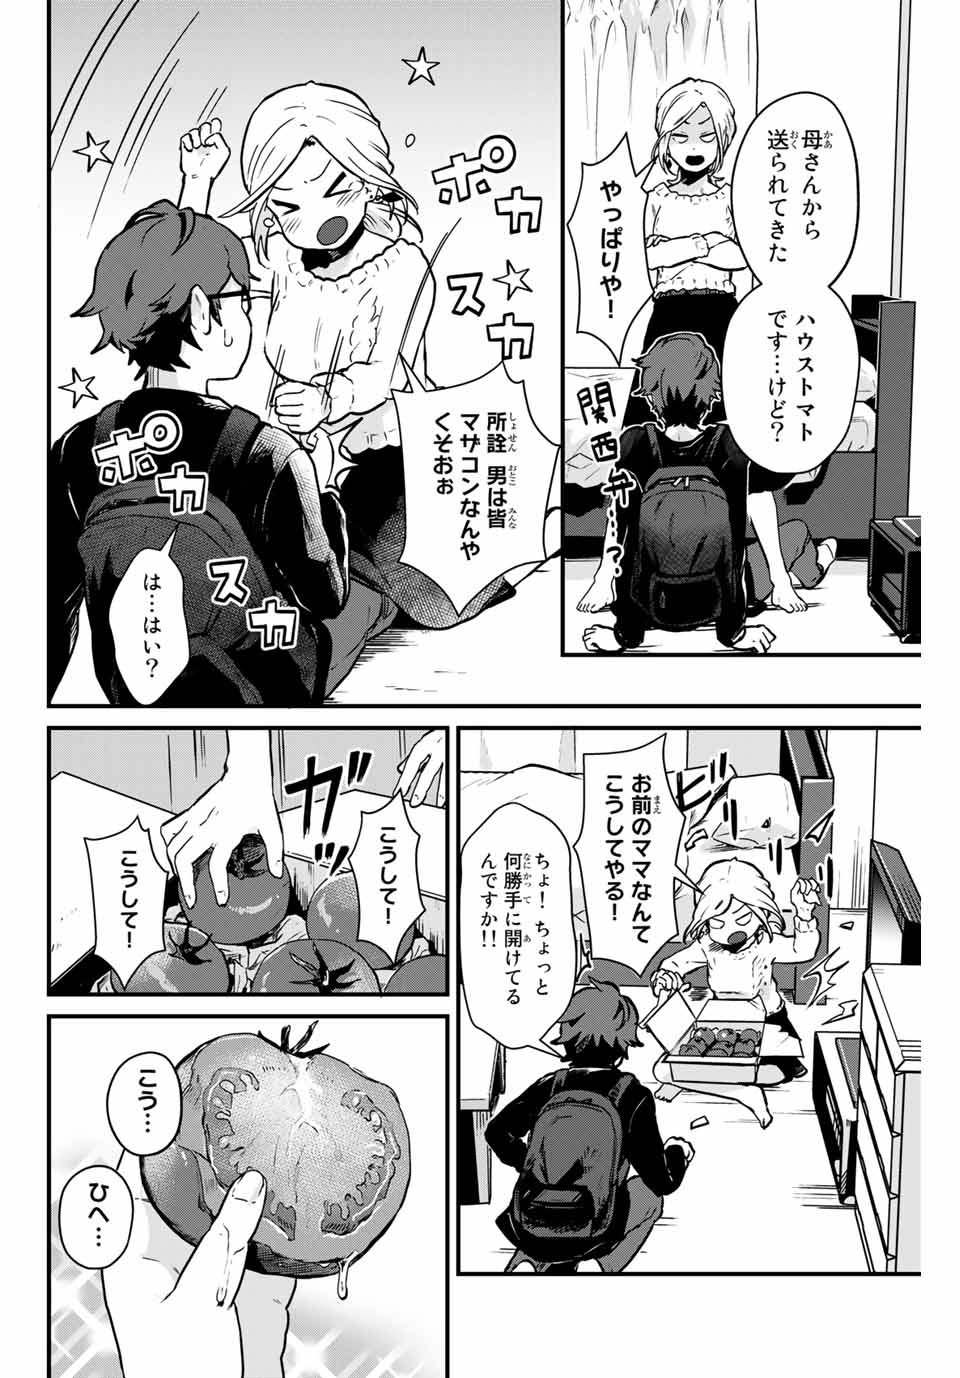 母さんから
送られてきた
ハウストマト
です…けど？
やっぱりや！
関西弁…？
ポカ
スカ
所詮 男は皆
マザコンなんや
くそおぉ
ポカ
スカ
は…はい？
お前のママなんて
こうしてやる！
ビッ
ちょ！ ちょっと
何勝手に開けてる
んですか!!
ガッ
こうして！
こうして！
こう…
ひへ…